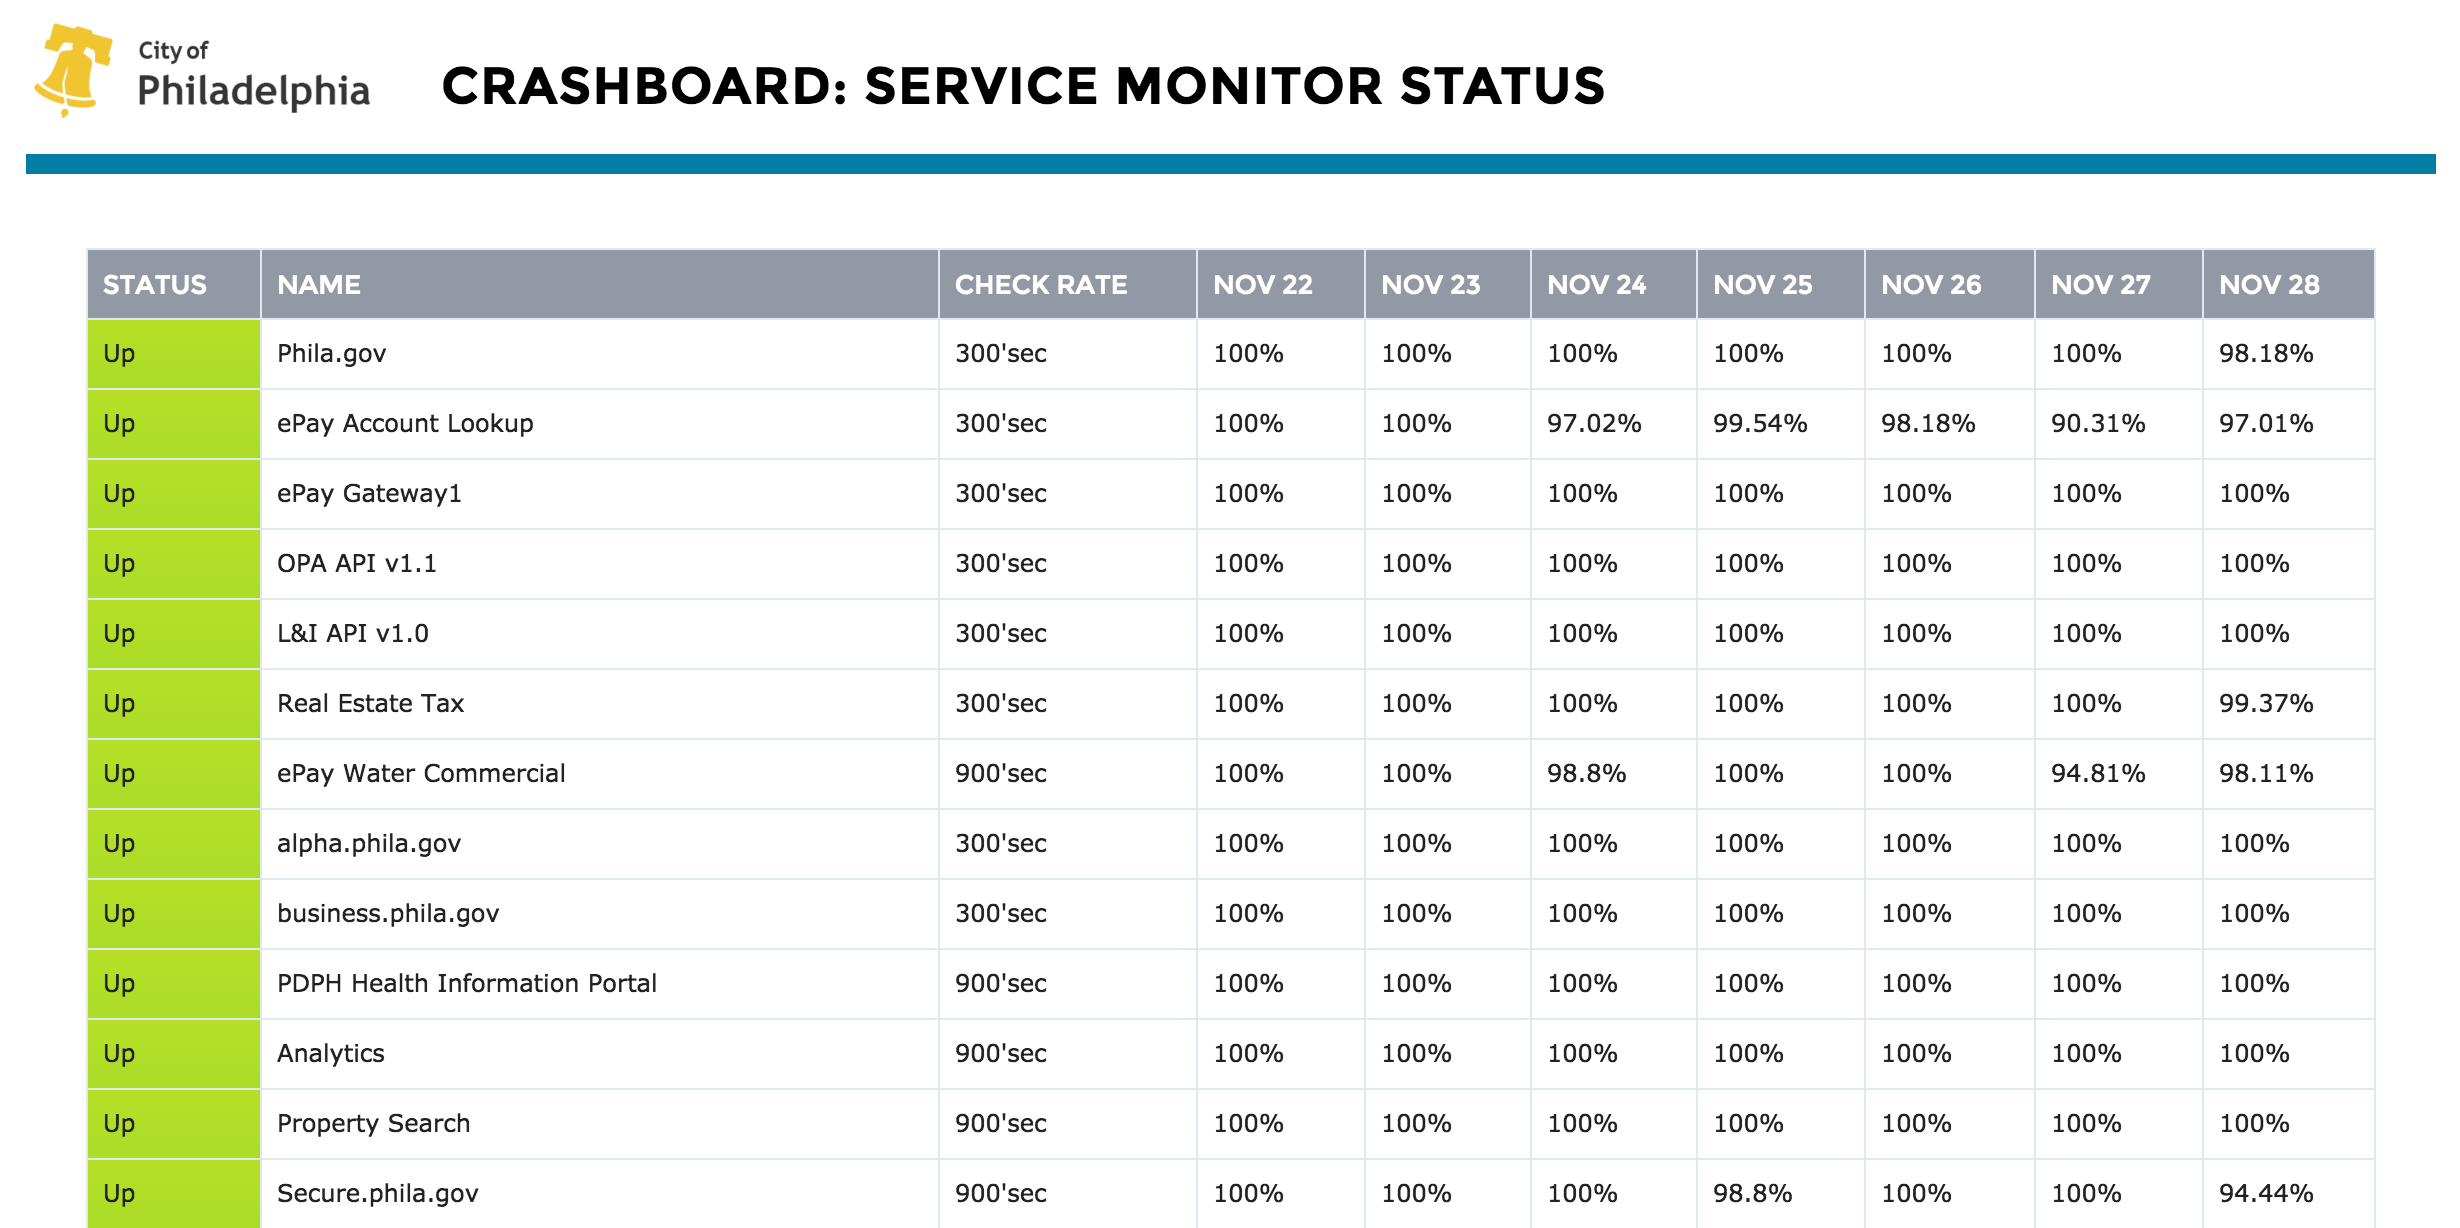 City of
Philadelphia
CRASHBOARD: SERVICE MONITOR STATUS
STATUS NAME CHECK RATE NOV 22 NOV 23 NOV 24 NOV 25 NOV 26 NOV 27 NOV 28
Up Phila.gov 300'sec 100% 100% 100% 100% 100% 100% 98.18%
Up ePay Account Lookup 300'sec 100% 100% 97.02% 99.54% 98.18% 90.31% 97.01%
Up ePay Gateway1 300'sec 100% 100% 100% 100% 100% 100% 100%
Up OPA API v1.1 300'sec 100% 100% 100% 100% 100% 100% 100%
Up L&I API v1.0 300'sec 100% 100% 100% 100% 100% 100% 100%
Up Real Estate Tax 300'sec 100% 100% 100% 100% 100% 100% 99.37%
Up ePay Water Commercial 900'sec 100% 100% 98.8% 100% 100% 94.81% 98.11%
Up alpha.phila.gov 300'sec 100% 100% 100% 100% 100% 100% 100%
Up business.phila.gov 300'sec 100% 100% 100% 100% 100% 100% 100%
Up PDPH Health Information Portal 900'sec 100% 100% 100% 100% 100% 100% 100%
Up Analytics 900'sec 100% 100% 100% 100% 100% 100% 100%
Up Property Search 900'sec 100% 100% 100% 100% 100% 100% 100%
Up Secure.phila.gov 900'sec 100% 100% 100% 98.8% 100% 100% 94.44%